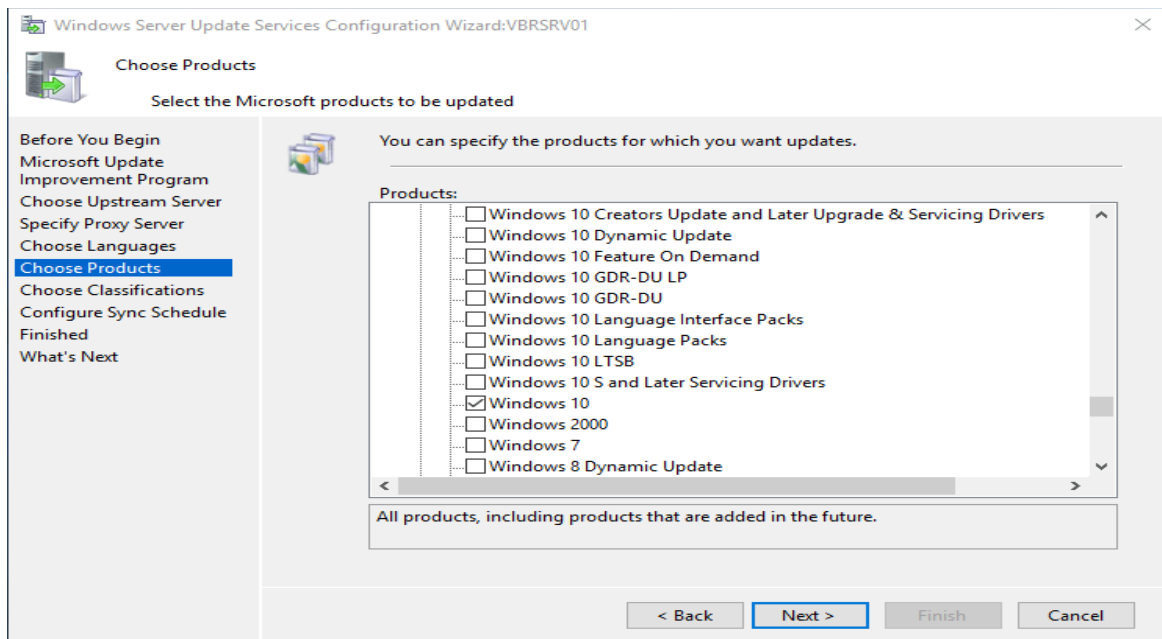 Windows Server Update Services Configuration Wizard:VBRSRV01
Choose Products
Select the Microsoft products to be updated
Before You Begin
Microsoft Update
Improvement Program
Choose Upstream Server
Specify Proxy Server
Choose Languages
Choose Products
Choose Classifications
Configure Sync Schedule
Finished
What's Next
You can specify the products for which you want updates.
Products:
Windows 10 Creators Update and Later Upgrade & Servicing Drivers
Windows 10 Dynamic Update
Windows 10 Feature On Demand
Windows 10 GDR-DU LP
Windows 10 GDR-DU
Windows 10 Language Interface Packs
Windows 10 Language Packs
Windows 10 LTSB
Windows 10 S and Later Servicing Drivers
Windows 10
Windows 2000
Windows 7
Windows 8 Dynamic Update
All products, including products that are added in the future.
< Back Next > Finish Cancel